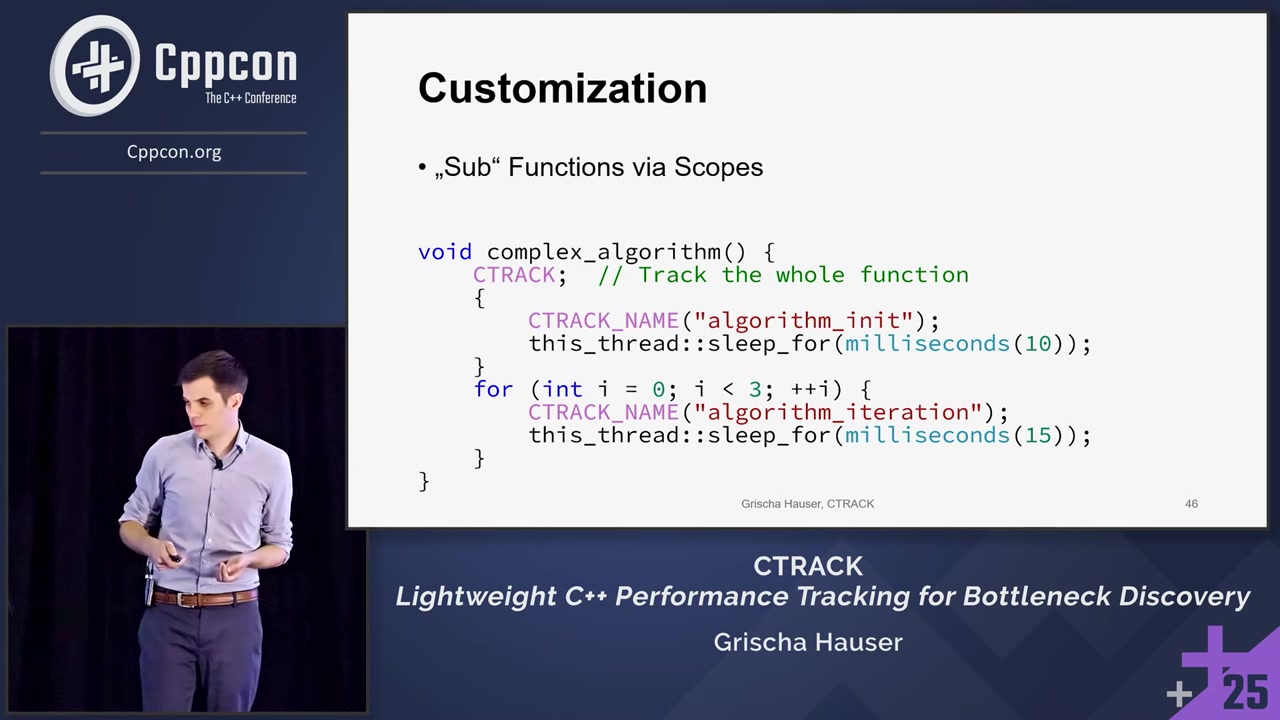 Cppcon
The C++ Conference
Cppcon.org
Customization
• „Sub“ Functions via Scopes
void complex_algorithm() {
    CTRACK;  // Track the whole function
    {
        CTRACK_NAME("algorithm_init");
        this_thread::sleep_for(milliseconds(10));
    }
    for (int i = 0; i < 3; ++i) {
        CTRACK_NAME("algorithm_iteration");
        this_thread::sleep_for(milliseconds(15));
    }
}
Grischa Hauser, CTRACK
46
CTRACK
Lightweight C++ Performance Tracking for Bottleneck Discovery
Grischa Hauser
++ 25